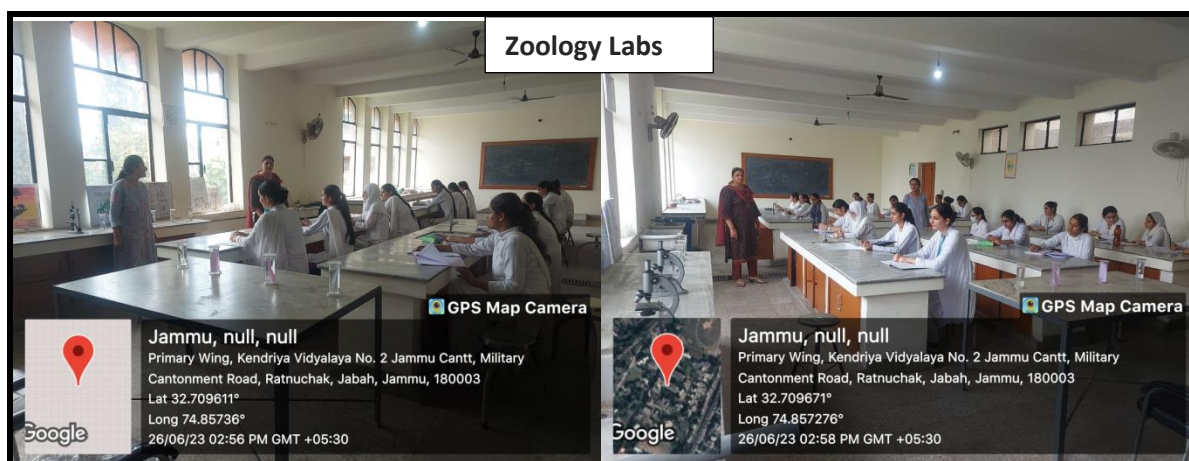 Zoology Labs
GPS Map Camera
Jammu, null, null
Primary Wing, Kendriya Vidyalaya No. 2 Jammu Cantt, Military
Cantonment Road, Ratnuchak, Jabah, Jammu, 180003
Lat 32.709611°
Long 74.85736°
26/06/23 02:56 PM GMT +05:30
Google
GPS Map Camera
Jammu, null, null
Primary Wing, Kendriya Vidyalaya No. 2 Jammu Cantt, Military
Cantonment Road, Ratnuchak, Jabah, Jammu, 180003
Lat 32.709671°
Long 74.857276°
26/06/23 02:58 PM GMT +05:30
Google